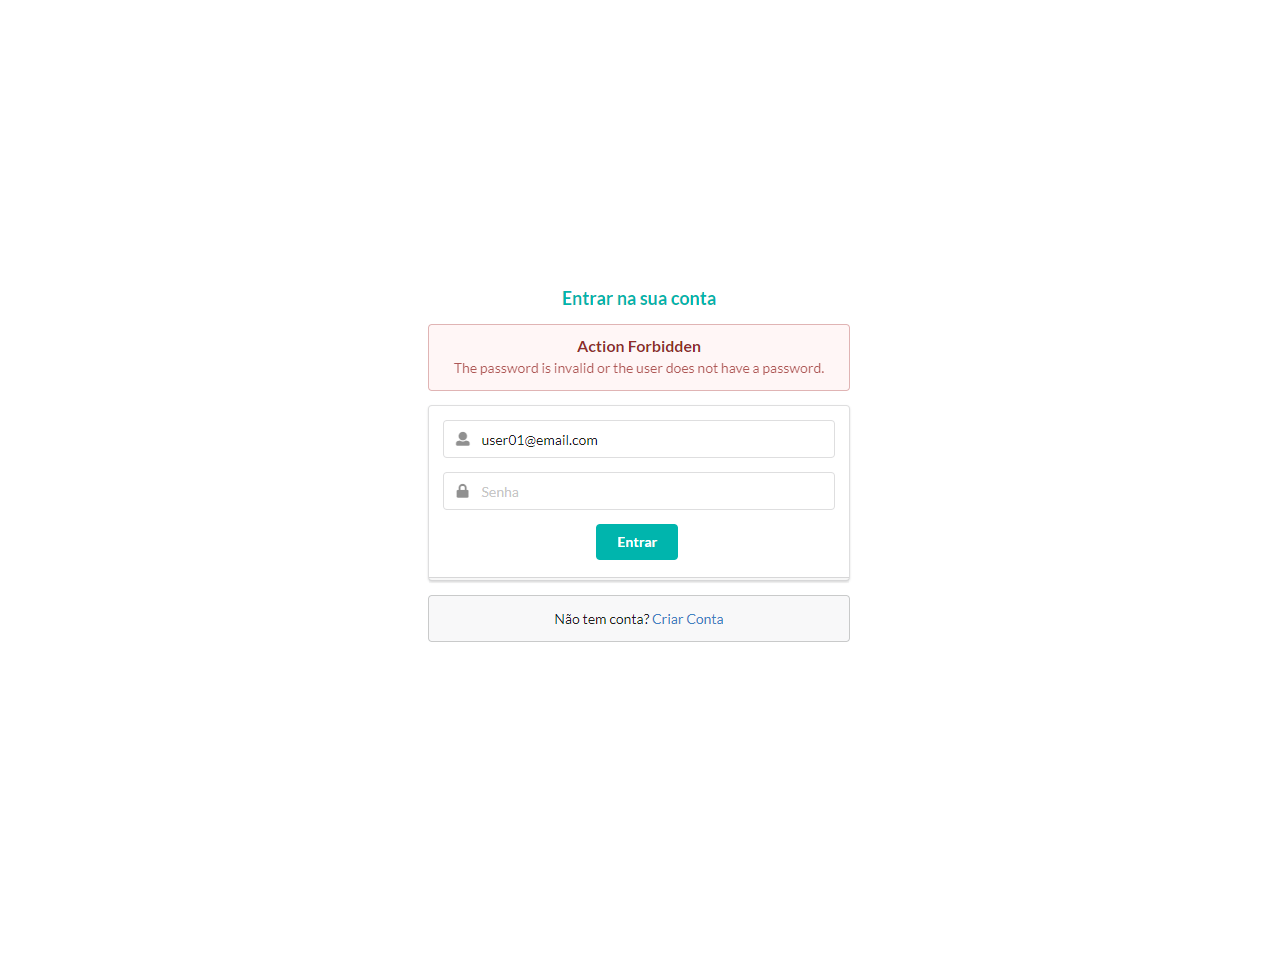 Entrar na sua conta
Action Forbidden
The password is invalid or the user does not have a password.
user01@email.com
Senha
Entrar
Não tem conta? Criar Conta